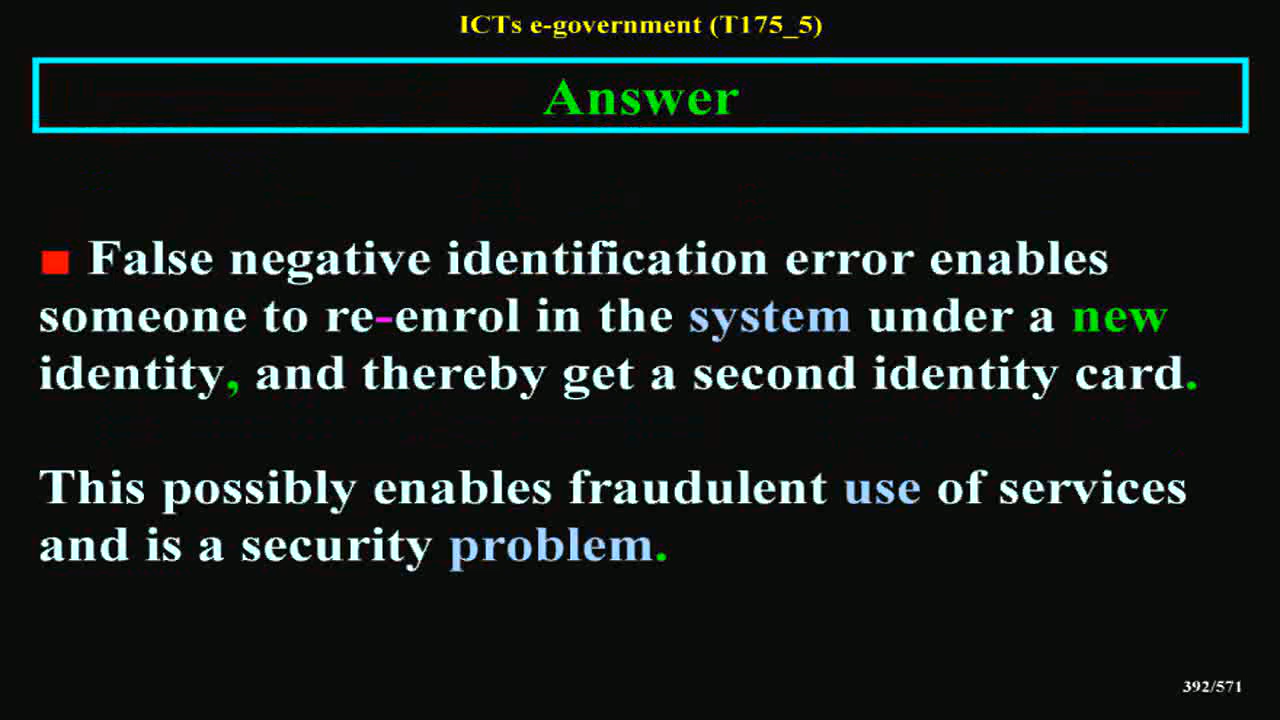 ICTs e-government (T175_5)
Answer
False negative identification error enables
someone to re-enrol in the system under a new
identity, and thereby get a second identity card.
This possibly enables fraudulent use of services
and is a security problem.
392/571